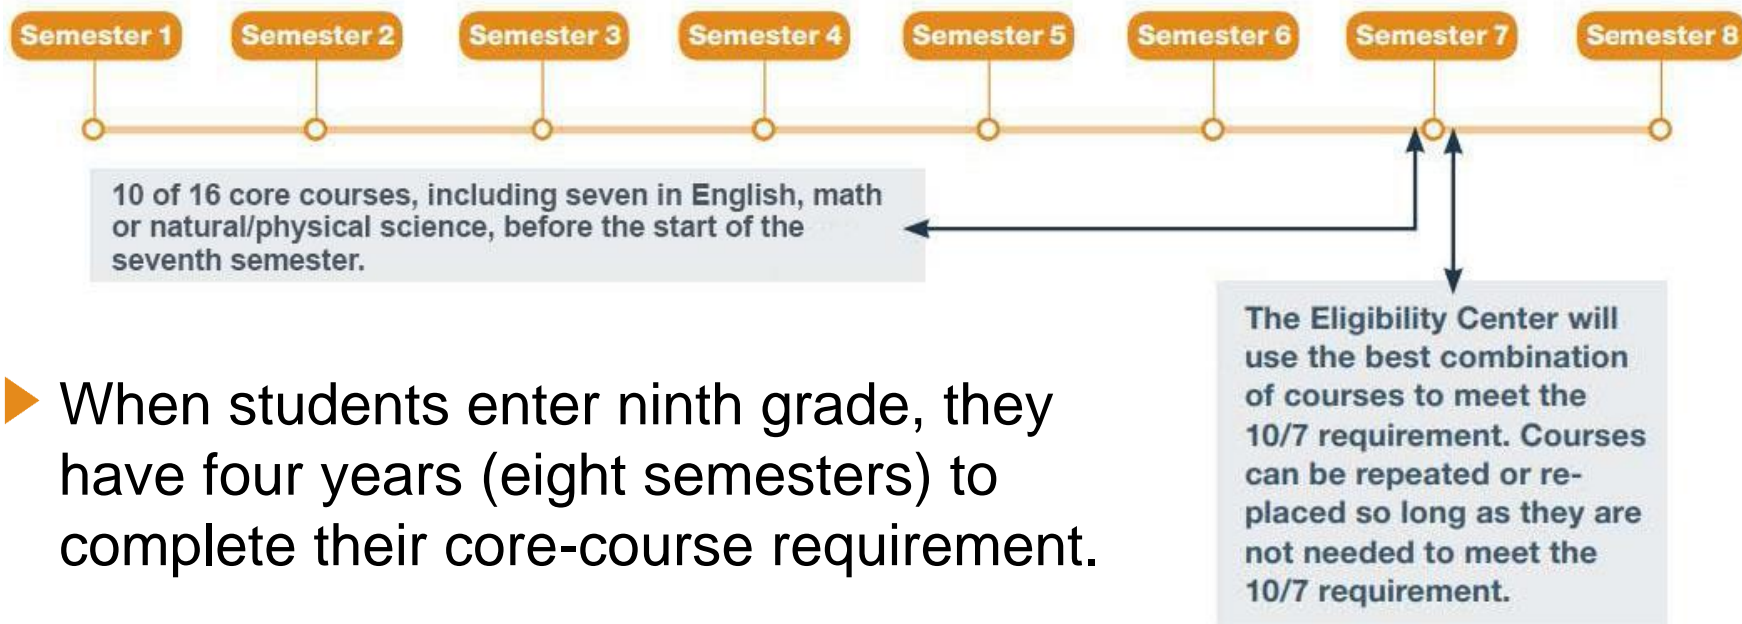 Semester 1
Semester 2
Semester 3
Semester 4
Semester 5
Semester 6
Semester 7
Semester 8
10 of 16 core courses, including seven in English, math
or natural/physical science, before the start of the
seventh semester.
The Eligibility Center will
use the best combination
of courses to meet the
10/7 requirement. Courses
can be repeated or re-
placed so long as they are
not needed to meet the
10/7 requirement.
When students enter ninth grade, they
have four years (eight semesters) to
complete their core-course requirement.